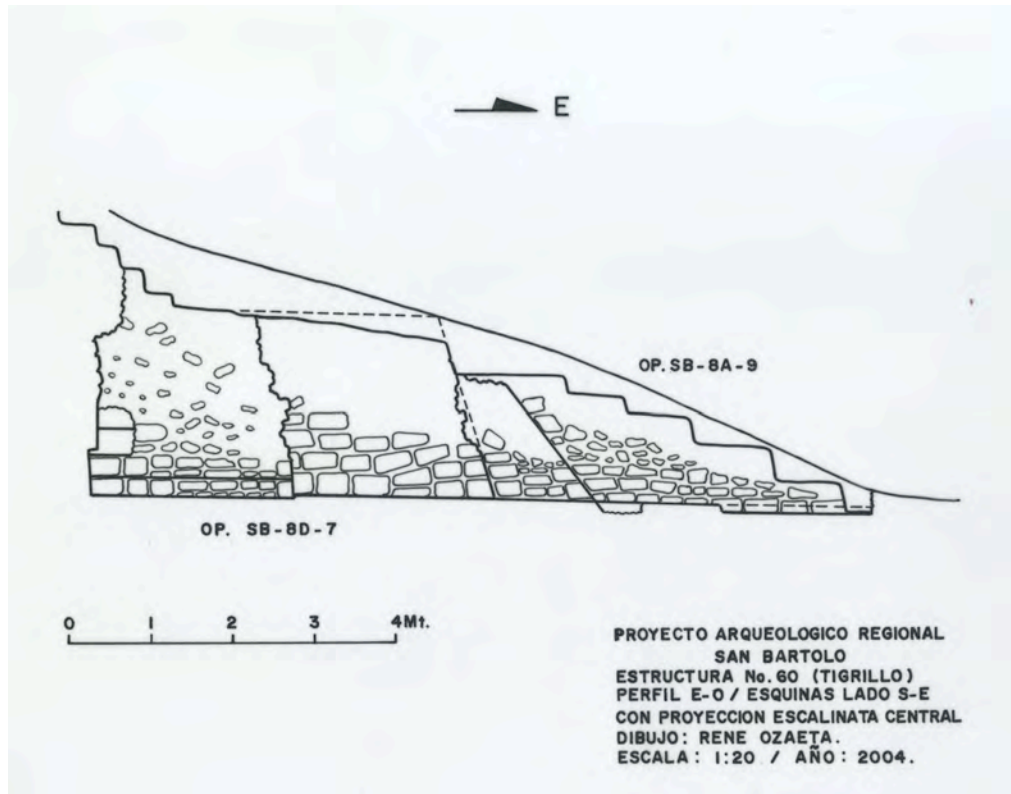 E
OP. SB-8A-9
OP. SB-8D-7
0 1 2 3 4Mt.
PROYECTO ARQUEOLOGICO REGIONAL
SAN BARTOLO
ESTRUCTURA No. 60 (TIGRILLO)
PERFIL E-O / ESQUINAS LADO S-E
CON PROYECCION ESCALINATA CENTRAL
DIBUJO: RENE OZAETA.
ESCALA: 1:20 / AÑO: 2004.